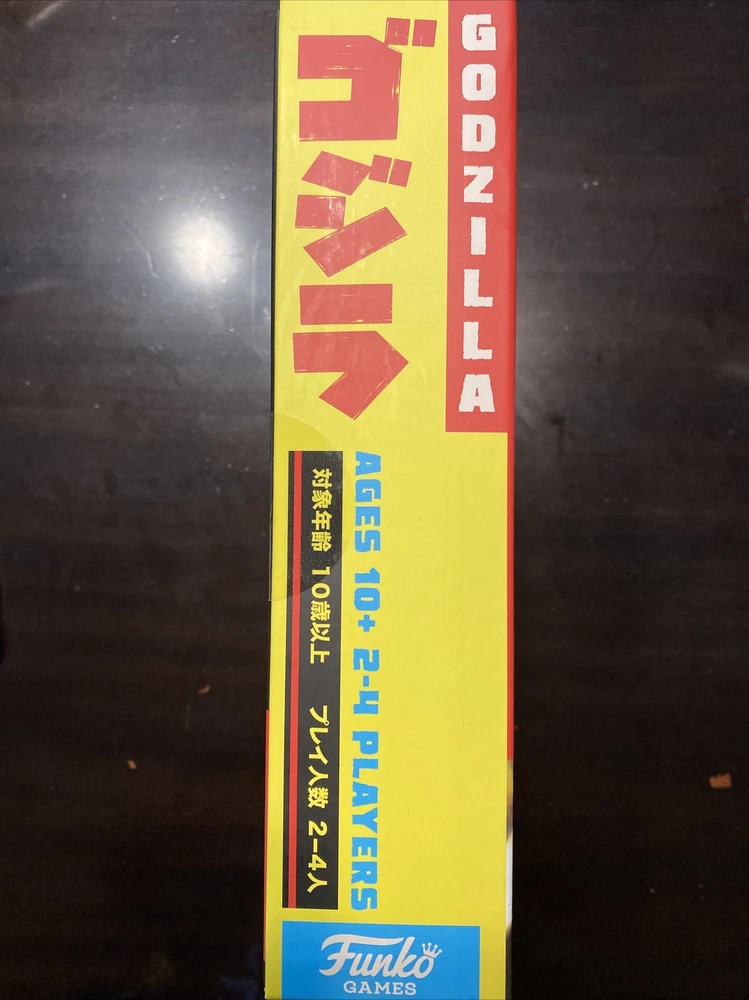 GODZILLA
ゴジラ
AGES 10+ 2-4 PLAYERS
対象年齢 10歳以上 プレイ人数 2−4人
Funko
GAMES